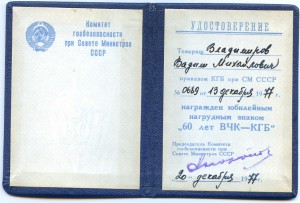 Комитет
госбезопасности
при Совете Министров
СССР
УДОСТОВЕРЕНИЕ
Товарищ Владимиров
Вадим Михайлович
приказом КГБ при СМ СССР
№ 0669 от 13 декабря 1977
награжден юбилейным
нагрудным знаком
"60 лет ВЧК—КГБ"
Председатель Комитета
госбезопасности при
Совете Министров СССР
20 декабря 1977 г.